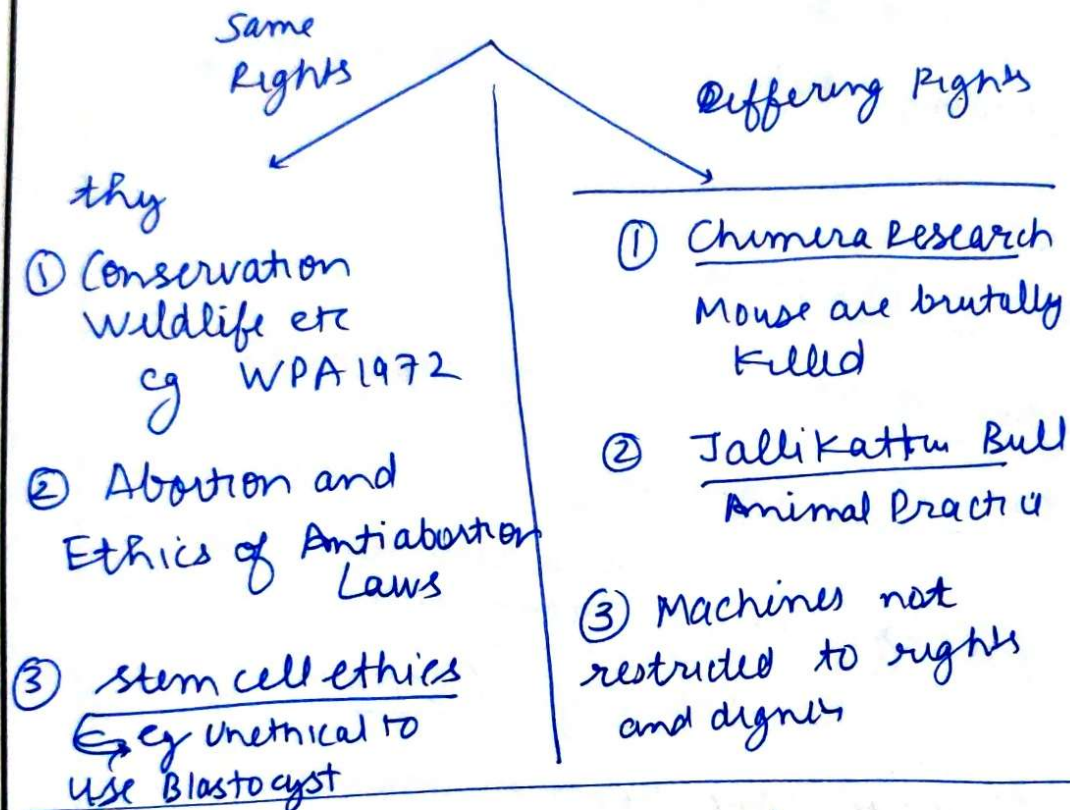 Same
Rights
thy
① Conservation
Wildlife etc
eg WPA 1972
② Abortion and
Ethics of Antiabortion
Laws
③ stem cell ethics
eg Unethical to
use Blastocyst
Differing Rights
① Chimera Research
Mouse are brutally
Killed
② Jallikattu Bull
Animal Practice
③ Machines not
restricted to rights
and